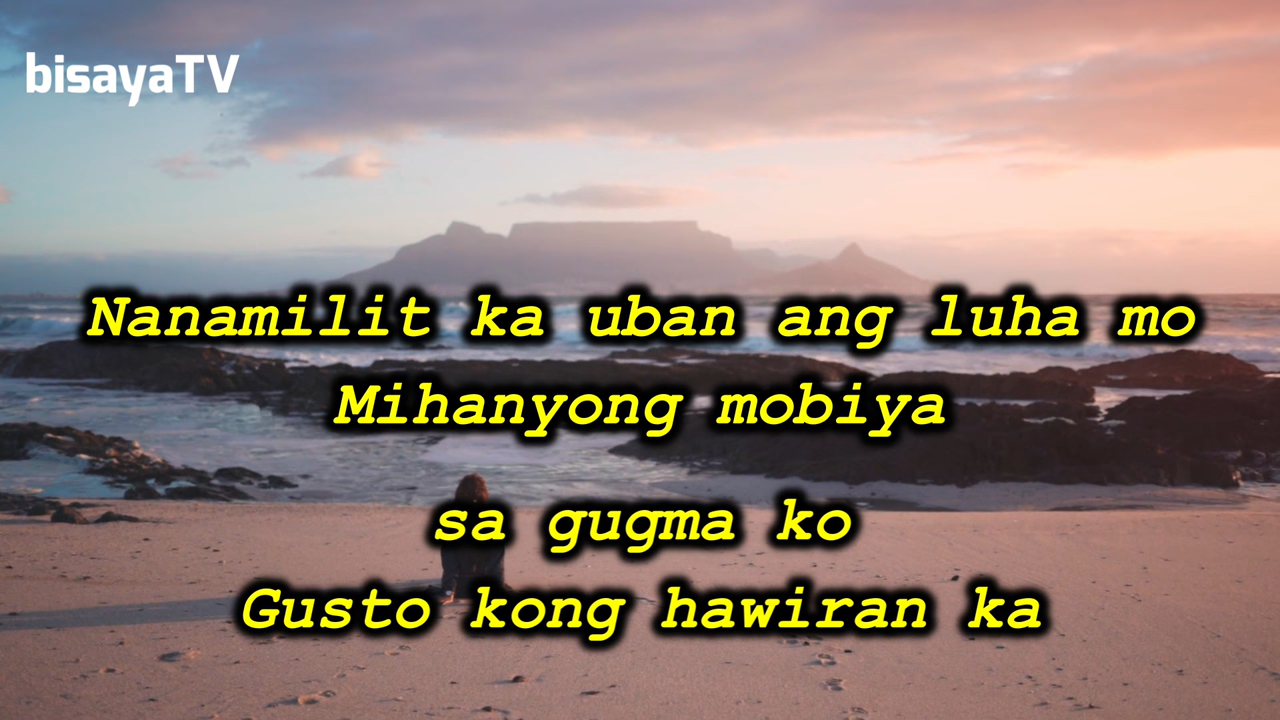 bisayaTV
Nanamilit ka uban ang luha mo
Mihanyong mobiya
sa gugma ko
Gusto kong hawiran ka